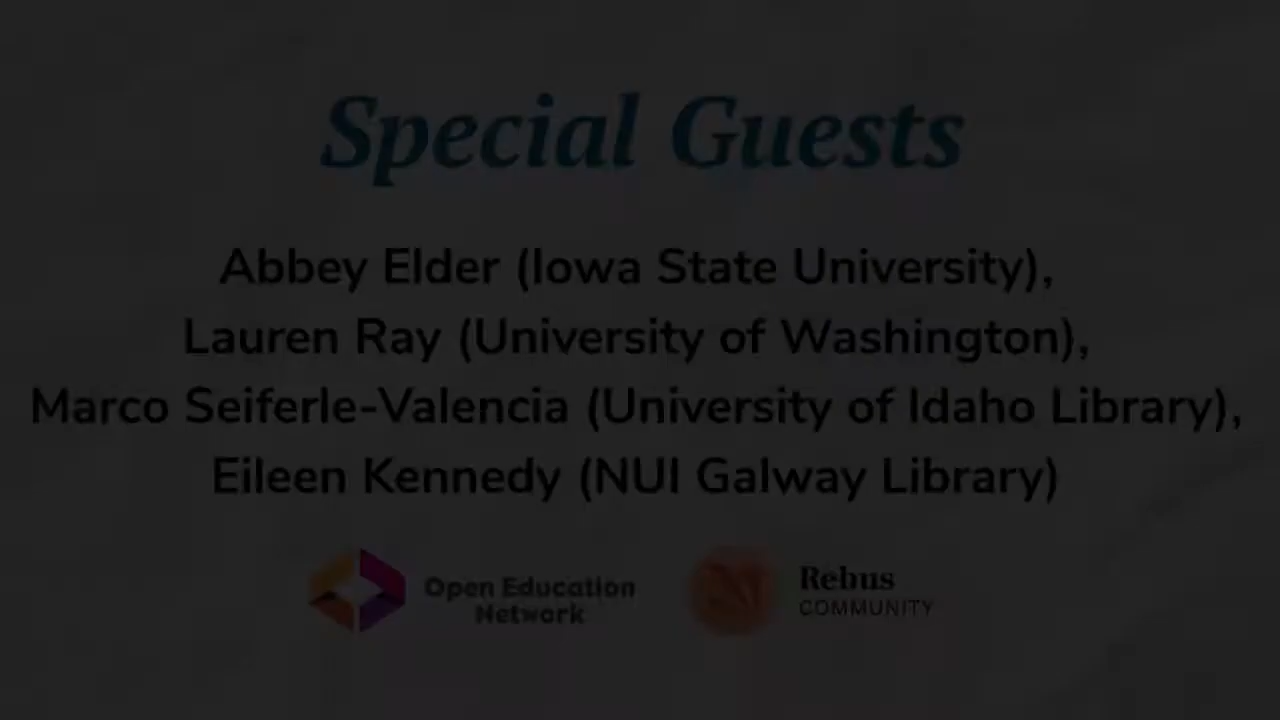 Special Guests
Abbey Elder (Iowa State University),
Lauren Ray (University of Washington),
Marco Seiferle-Valencia (University of Idaho Library),
Eileen Kennedy (NUI Galway Library)
Open Education
Network
Rebus
COMMUNITY